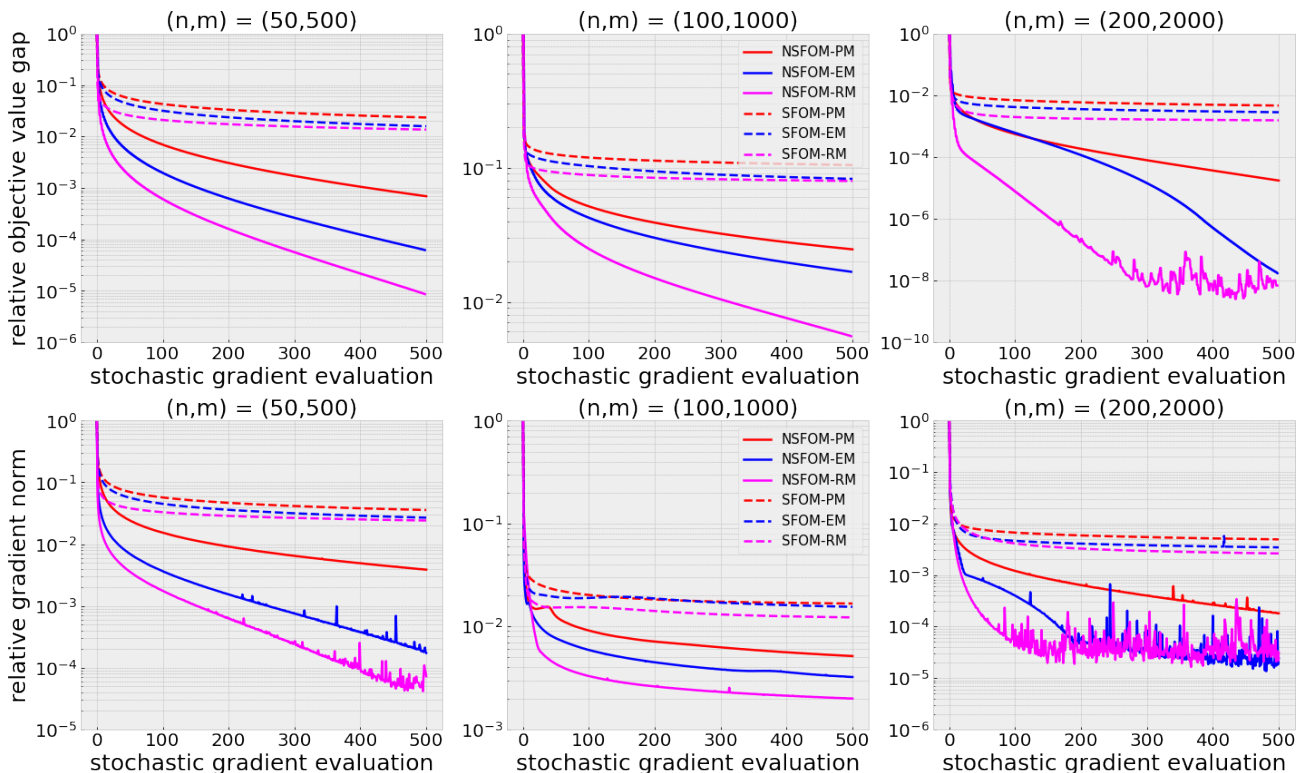 (n,m) = (50,500)
(n,m) = (100,1000)
(n,m) = (200,2000)
relative objective value gap
10^0
10^-1
10^-2
10^-3
10^-4
10^-5
10^-6
0 100 200 300 400 500
stochastic gradient evaluation
10^0
10^-1
10^-2
NSFOM-PM
NSFOM-EM
NSFOM-RM
SFOM-PM
SFOM-EM
SFOM-RM
0 100 200 300 400 500
stochastic gradient evaluation
10^0
10^-2
10^-4
10^-6
10^-8
10^-10
0 100 200 300 400 500
stochastic gradient evaluation
(n,m) = (50,500)
(n,m) = (100,1000)
(n,m) = (200,2000)
relative gradient norm
10^0
10^-1
10^-2
10^-3
10^-4
10^-5
0 100 200 300 400 500
stochastic gradient evaluation
10^0
10^-1
10^-2
10^-3
NSFOM-PM
NSFOM-EM
NSFOM-RM
SFOM-PM
SFOM-EM
SFOM-RM
0 100 200 300 400 500
stochastic gradient evaluation
10^0
10^-1
10^-2
10^-3
10^-4
10^-5
10^-6
0 100 200 300 400 500
stochastic gradient evaluation